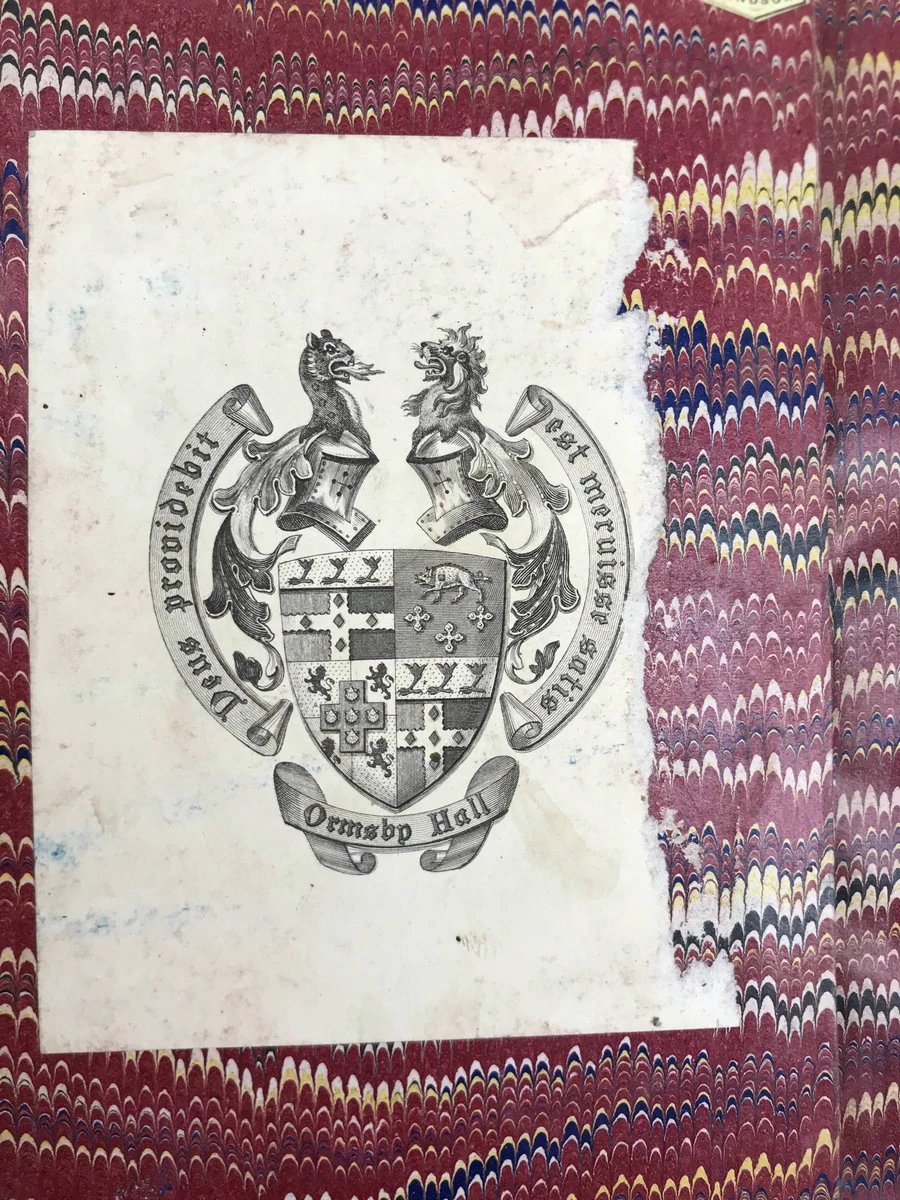 Deus providebit
est meruisse satis
Ormsby Hall